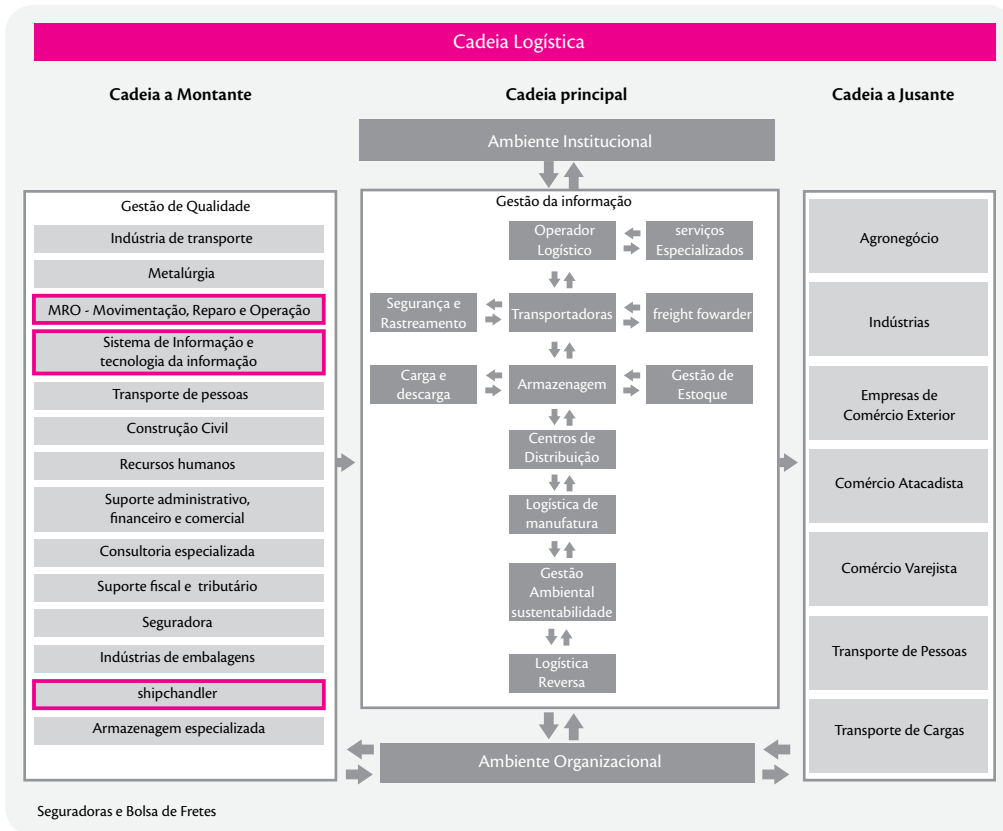 Cadeia Logística
Cadeia a Montante
Cadeia principal
Cadeia a Jusante
Ambiente Institucional
Gestão de Qualidade
Indústria de transporte
Metalúrgia
MRO - Movimentação, Reparo e Operação
Sistema de Informação e
tecnologia da informação
Transporte de pessoas
Construção Civil
Recursos humanos
Suporte administrativo,
financeiro e comercial
Consultoria especializada
Suporte fiscal e tributário
Seguradora
Indústrias de embalagens
shipchandler
Armazenagem especializada
Gestão da informação
Operador
Logístico
serviços
Especializados
Segurança e
Rastreamento
Transportadoras
freight fowarder
Carga e
descarga
Armazenagem
Gestão de
Estoque
Centros de
Distribuição
Logística de
manufatura
Gestão
Ambiental
sustentabilidade
Logística
Reversa
Ambiente Organizacional
Agronegócio
Indústrias
Empresas de
Comércio Exterior
Comércio Atacadista
Comércio Varejista
Transporte de Pessoas
Transporte de Cargas
Seguradoras e Bolsa de Fretes